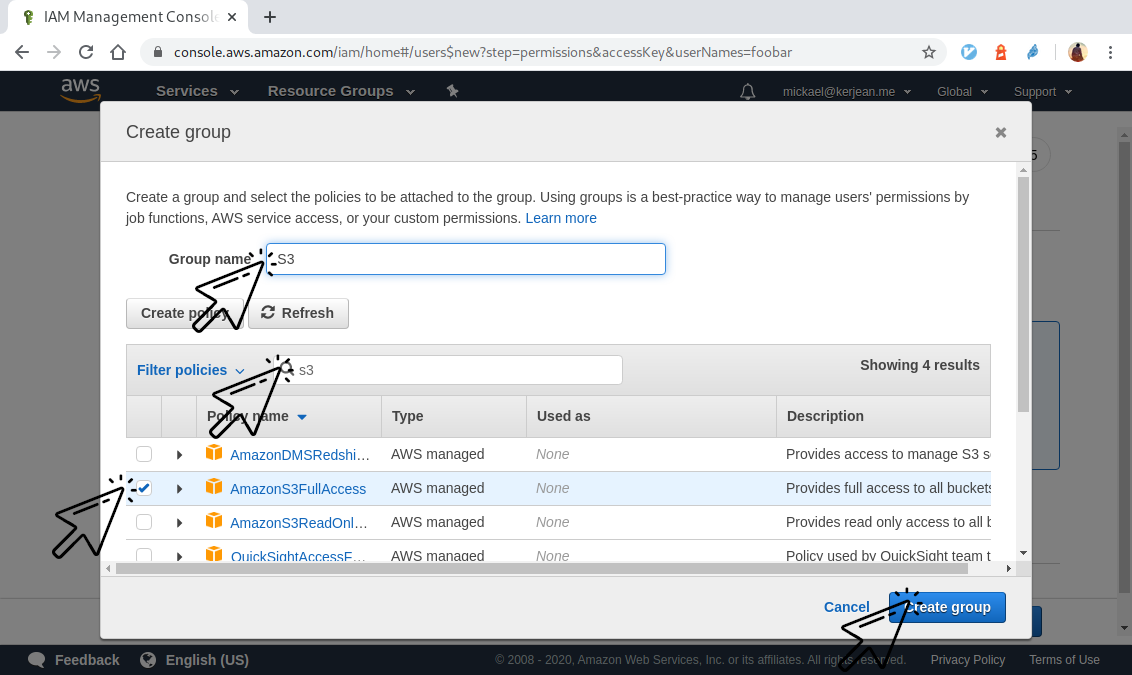 IAM Management Console
console.aws.amazon.com/iam/home#/users$new?step=permissions&accessKey&userNames=foobar
aws
Services
Resource Groups
mickael@kerjean.me
Global
Support
Create group
5
Create a group and select the policies to be attached to the group. Using groups is a best-practice way to manage users' permissions by
job functions, AWS service access, or your custom permissions. Learn more
Group name
S3
Create policy
Refresh
Filter policies
s3
Showing 4 results
Policy name
Type
Used as
Description
AmazonDMSRedshi...
AWS managed
None
Provides access to manage S3 s
AmazonS3FullAccess
AWS managed
None
Provides full access to all buckets
AmazonS3ReadOnl...
AWS managed
None
Provides read only access to all b
QuickSightAccessF...
AWS managed
None
Policy used by QuickSight team t
Cancel
Create group
Feedback
English (US)
© 2008 - 2020, Amazon Web Services, Inc. or its affiliates. All rights reserved.
Privacy Policy
Terms of Use